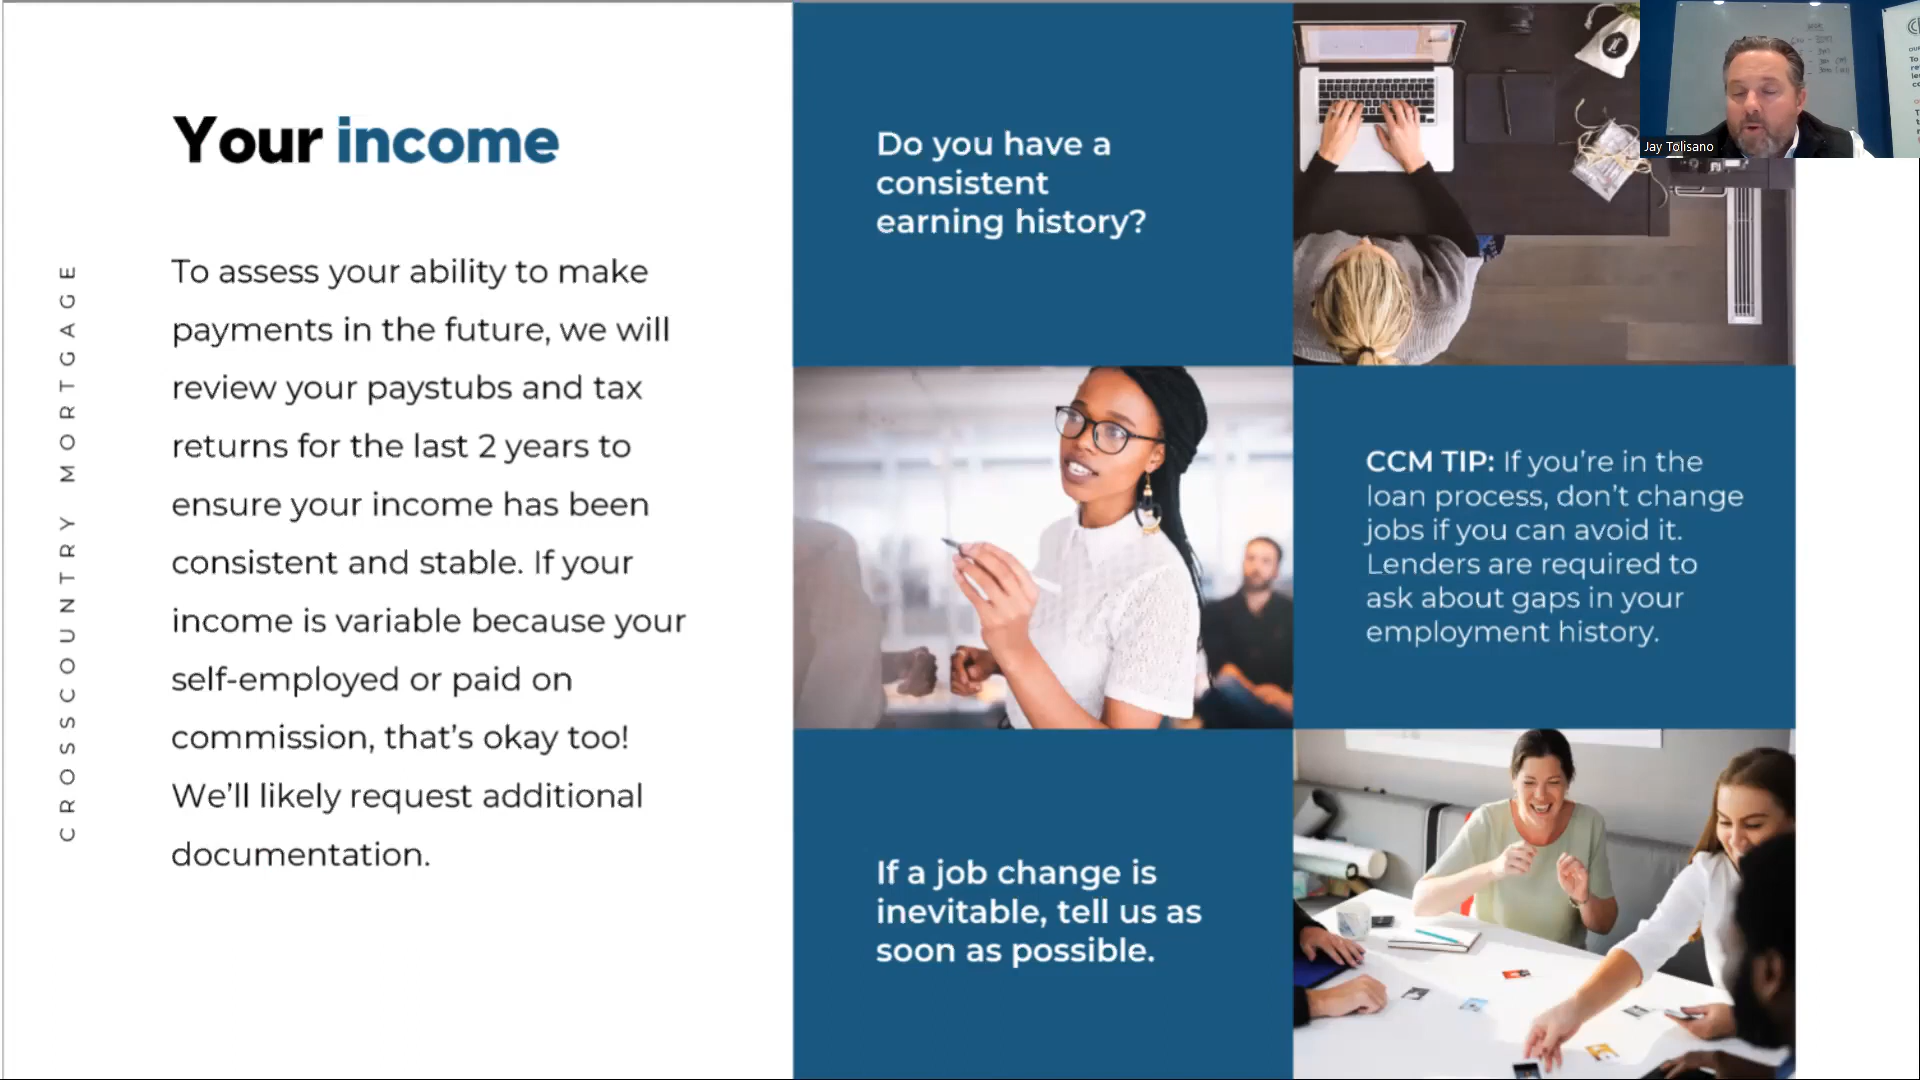 Your income
To assess your ability to make
payments in the future, we will
review your paystubs and tax
returns for the last 2 years to
ensure your income has been
consistent and stable. If your
income is variable because your
self-employed or paid on
commission, that's okay too!
We'll likely request additional
documentation.
CROSSCOUNTRY MORTGAGE
Do you have a
consistent
earning history?
CCM TIP: If you're in the
loan process, don't change
jobs if you can avoid it.
Lenders are required to
ask about gaps in your
employment history.
If a job change is
inevitable, tell us as
soon as possible.
Jay Tolisano